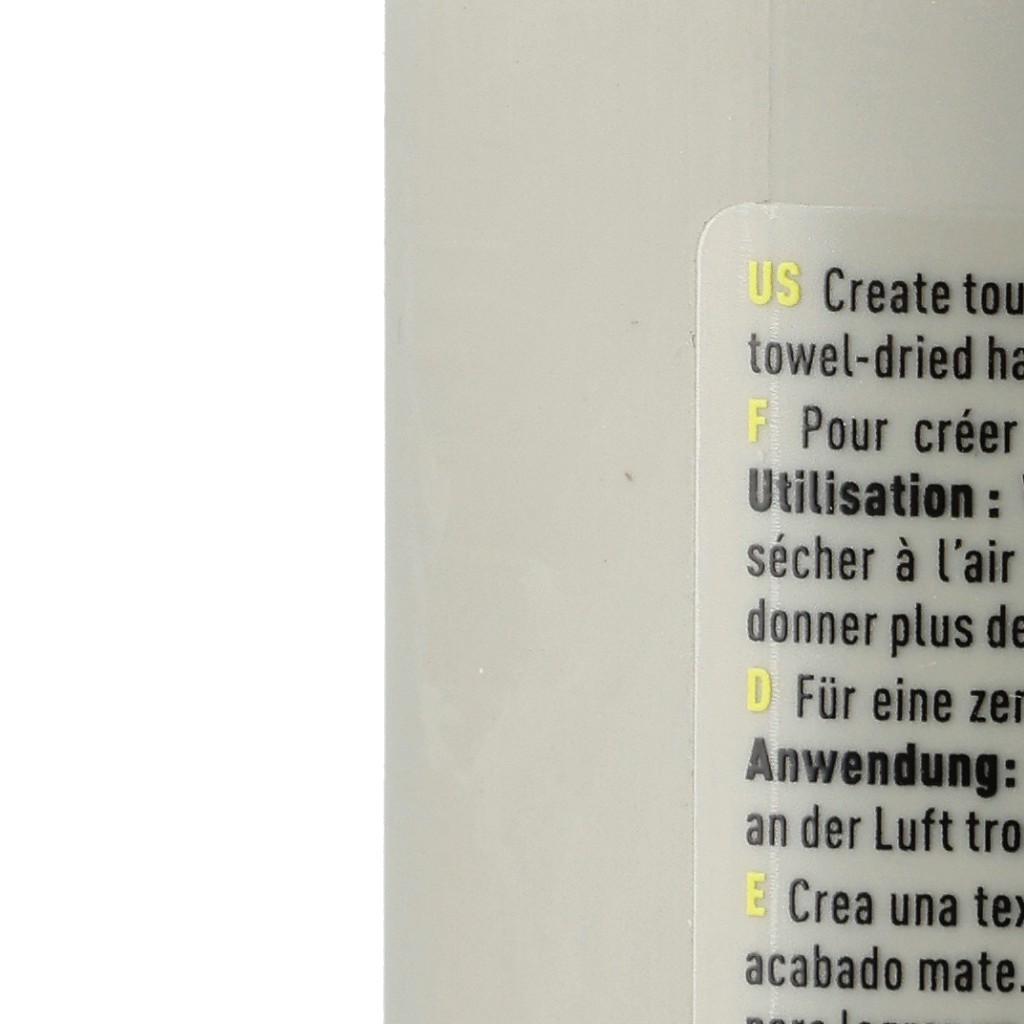 US Create tou
towel-dried ha
F Pour créer
Utilisation :
sécher à l'air
donner plus de
D Für eine zer
Anwendung:
an der Luft tro
E Crea una tex
acabado mate.